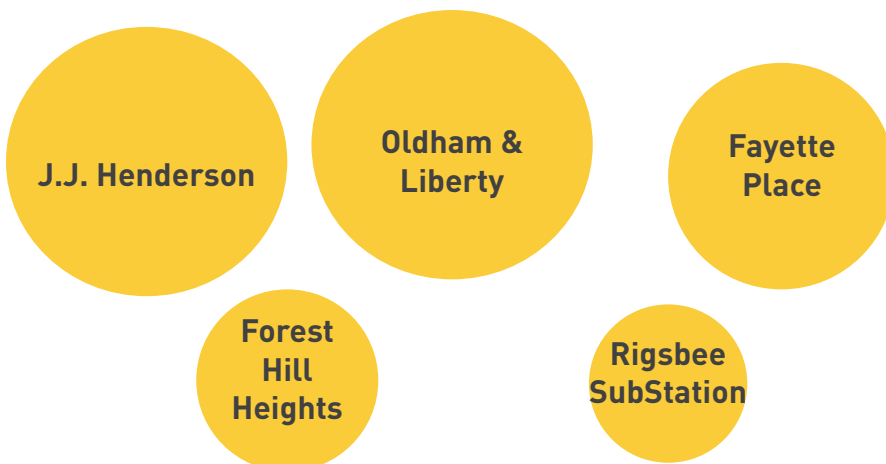 J.J. Henderson
Oldham &
Liberty
Fayette
Place
Forest
Hill
Heights
Rigsbee
SubStation